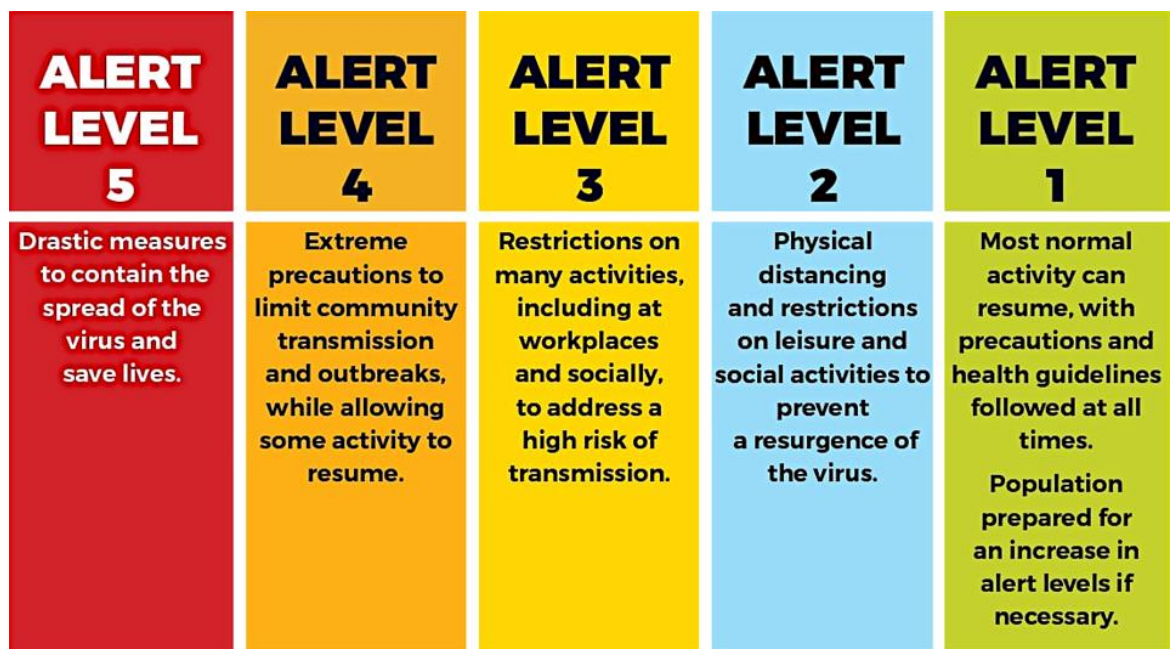 ALERT
LEVEL
5
Drastic measures
to contain the
spread of the
virus and
save lives.
ALERT
LEVEL
4
Extreme
precautions to
limit community
transmission
and outbreaks,
while allowing
some activity to
resume.
ALERT
LEVEL
3
Restrictions on
many activities,
including at
workplaces
and socially,
to address a
high risk of
transmission.
ALERT
LEVEL
2
Physical
distancing
and restrictions
on leisure and
social activities to
prevent
a resurgence of
the virus.
ALERT
LEVEL
1
Most normal
activity can
resume, with
precautions and
health guidelines
followed at all
times.
Population
prepared for
an increase in
alert levels if
necessary.